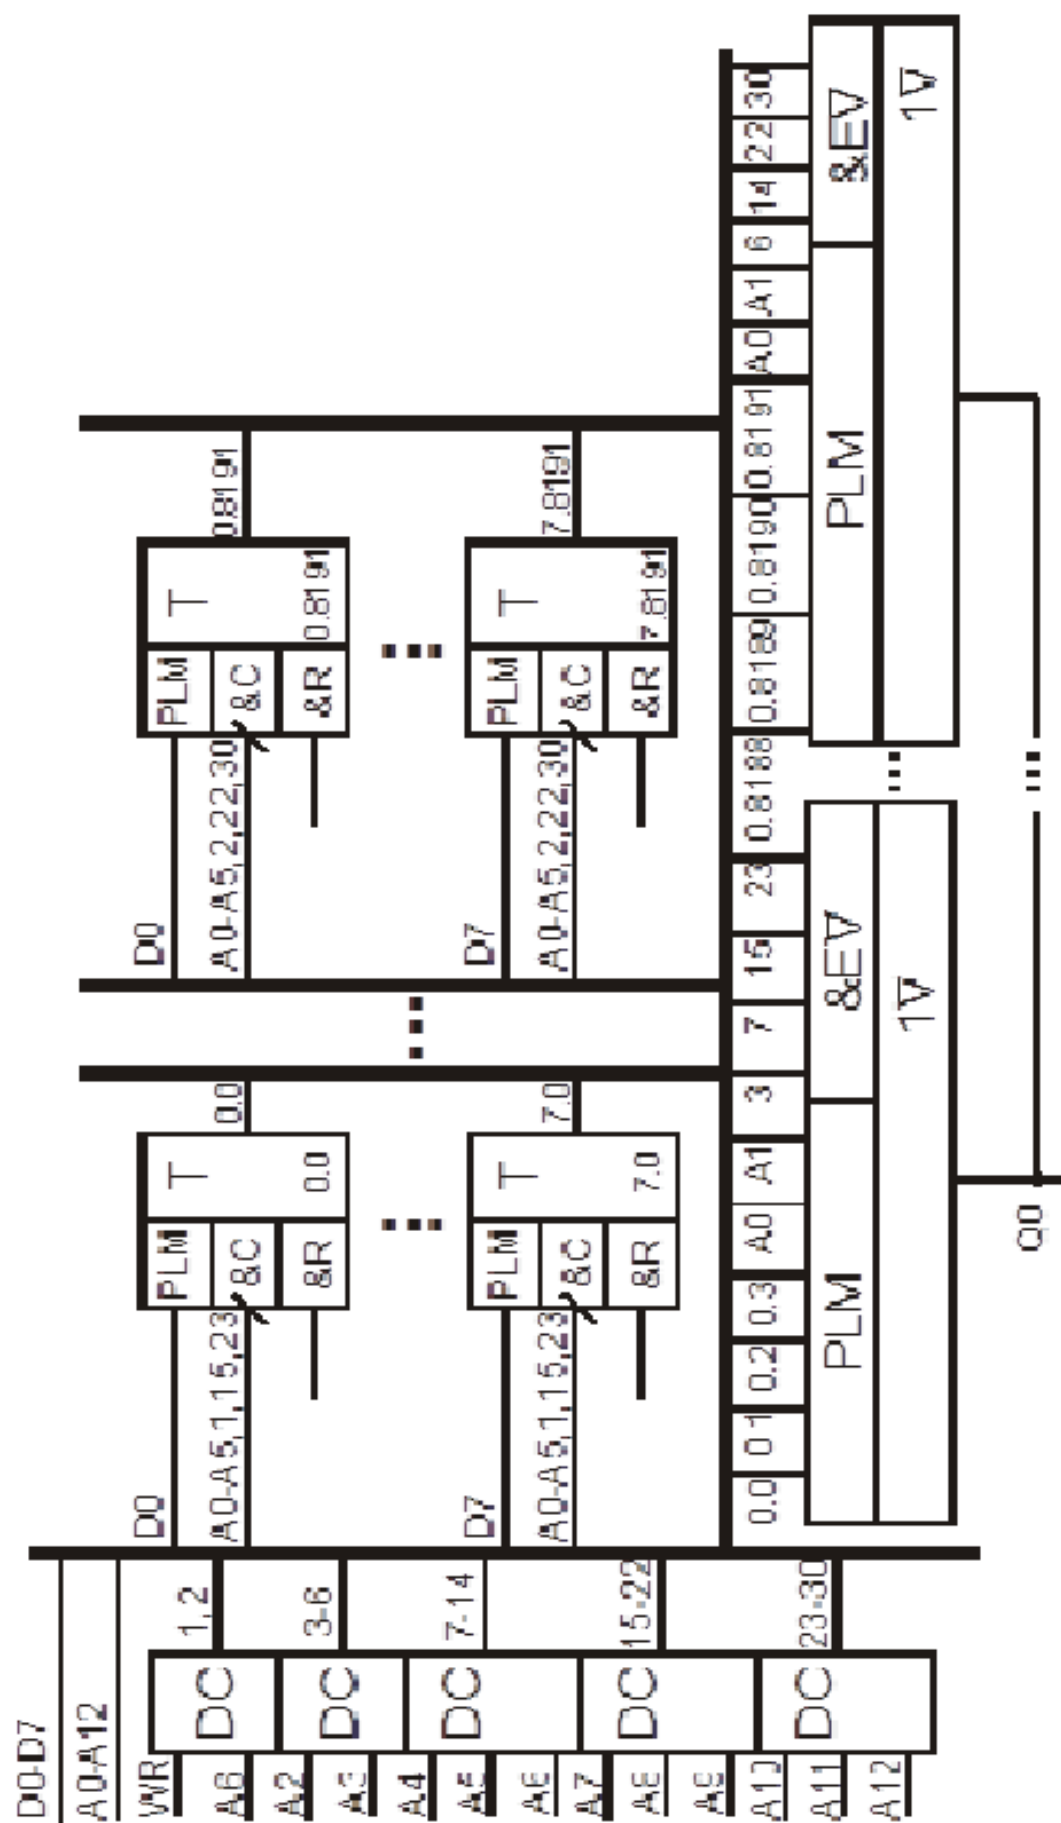 D0-D7
A0-A12
WR
A6
A2
A3
A4
A5
A6
A7
A8
A9
A10
A11
A12
DC 1, 2
DC 3-6
DC 7-14
DC 15-22
DC 23-30
D0
A0-A5,1,15,23
PLM T
&C
&R 0.0
0.0
...
D7
A0-A5,1,15,23
PLM T
&C
&R 7.0
7.0
...
D0
A0-A5,2,22,30
PLM T
&C
&R 0.8191
0.8191
...
D7
A0-A5,2,22,30
PLM T
&C
&R 7.8191
7.8191
0.0 0 1 0.2 0.3 A0 A1 3 7 15 23
PLM &EV
1V
...
0.8188 0.8189 0.8190 0.8191 A0 A1 6 14 22 30
PLM &EV
1V
Q0
...